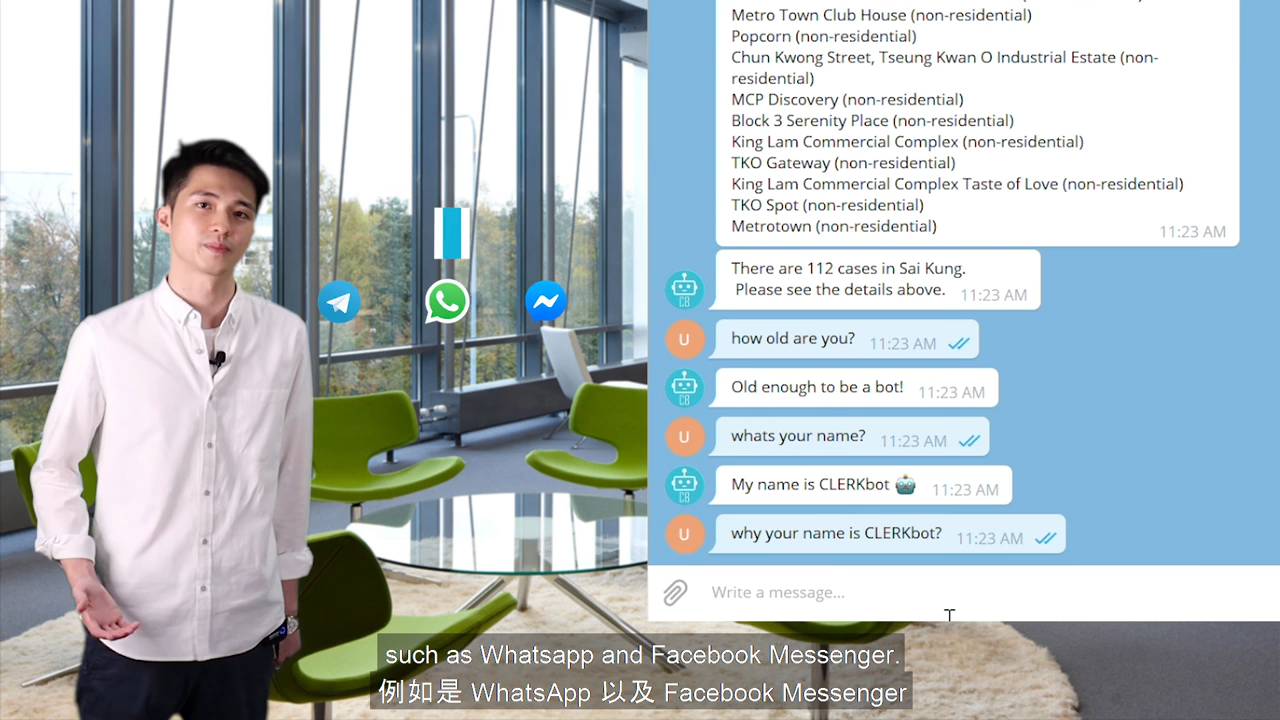 Metro Town Club House (non-residential)
Popcorn (non-residential)
Chun Kwong Street, Tseung Kwan O Industrial Estate (non-
residential)
MCP Discovery (non-residential)
Block 3 Serenity Place (non-residential)
King Lam Commercial Complex (non-residential)
TKO Gateway (non-residential)
King Lam Commercial Complex Taste of Love (non-residential)
TKO Spot (non-residential)
Metrotown (non-residential)
11:23 AM
There are 112 cases in Sai Kung.
Please see the details above. 11:23 AM
CB
U
how old are you? 11:23 AM
CB
Old enough to be a bot! 11:23 AM
U
whats your name? 11:23 AM
CB
My name is CLERKbot 🤖 11:23 AM
U
why your name is CLERKbot? 11:23 AM
Write a message...
such as Whatsapp and Facebook Messenger.
例如是 WhatsApp 以及 Facebook Messenger